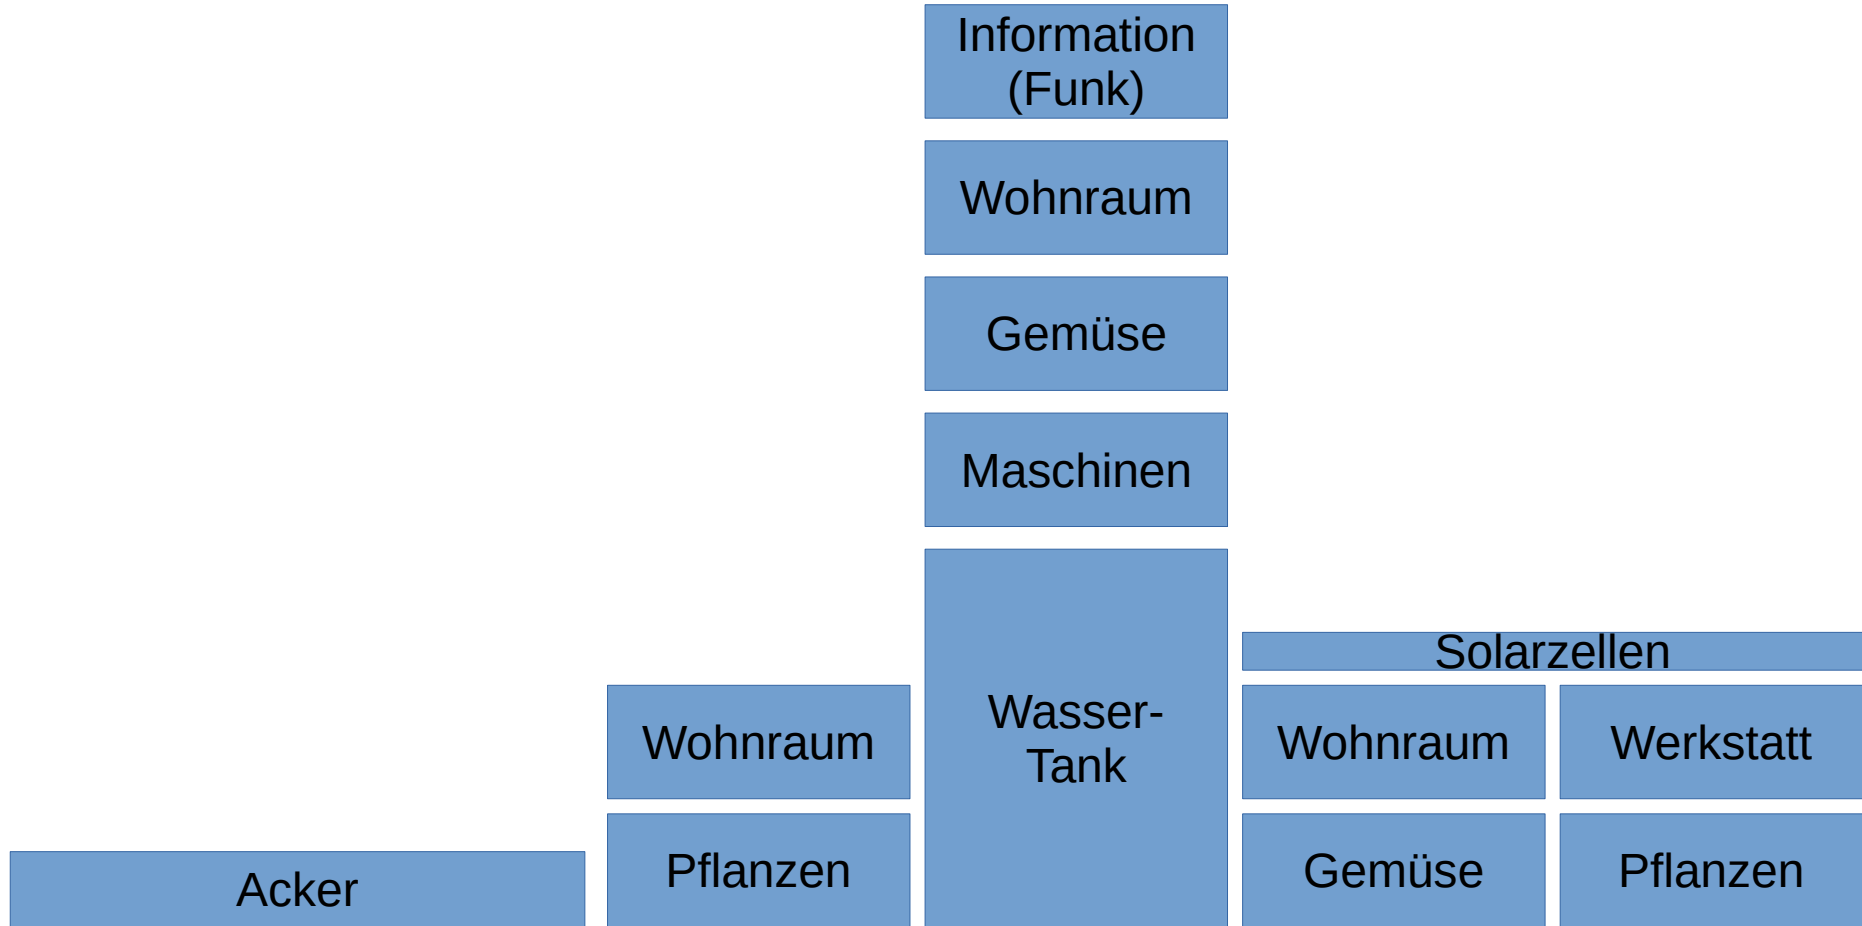 Information
(Funk)
Wohnraum
Gemüse
Maschinen
Wasser-
Tank
Solarzellen
Wohnraum
Wohnraum
Werkstatt
Acker
Pflanzen
Gemüse
Pflanzen